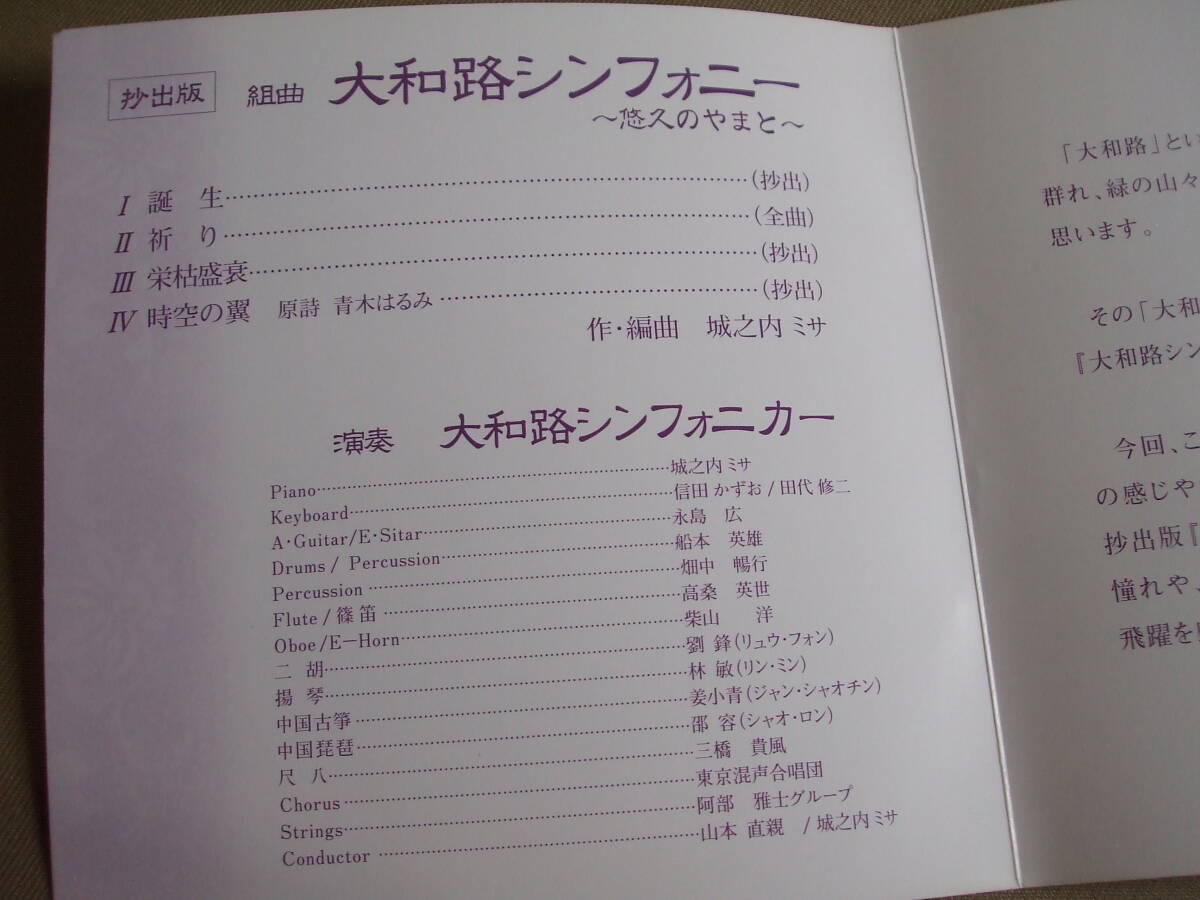 抄出版 組曲 大和路シンフォニー
～悠久のやまと～
I 誕 生……(抄出)
II 祈 り……(全曲)
III 栄枯盛衰……(抄出)
IV 時空の翼 原詩 青木はるみ……(抄出)
作・編曲 城之内 ミサ
演奏 大和路シンフォニカー
Piano……城之内 ミサ
Keyboard……信田 かずお / 田代 修二
A・Guitar/E・Sitar……永島 広
Drums / Percussion……船本 英雄
Percussion……畑中 暢行
Flute / 篠笛……高桑 英世
Oboe/E－Horn……柴山 洋
二 胡……劉 鋒(リュウ・フォン)
揚 琴……林 敏(リン・ミン)
中国古箏……姜小青(ジャン・シャオチン)
中国琵琶……邵 容(シャオ・ロン)
尺 八……三橋 貴風
Chorus……東京混声合唱団
Strings……阿部 雅士グループ
Conductor……山本 直親 / 城之内 ミサ
「大和路」とい
群れ、緑の山々
思います。
その「大和
『大和路シン
今回、こ
の感じや
抄出版『
憧れや、
飛躍を